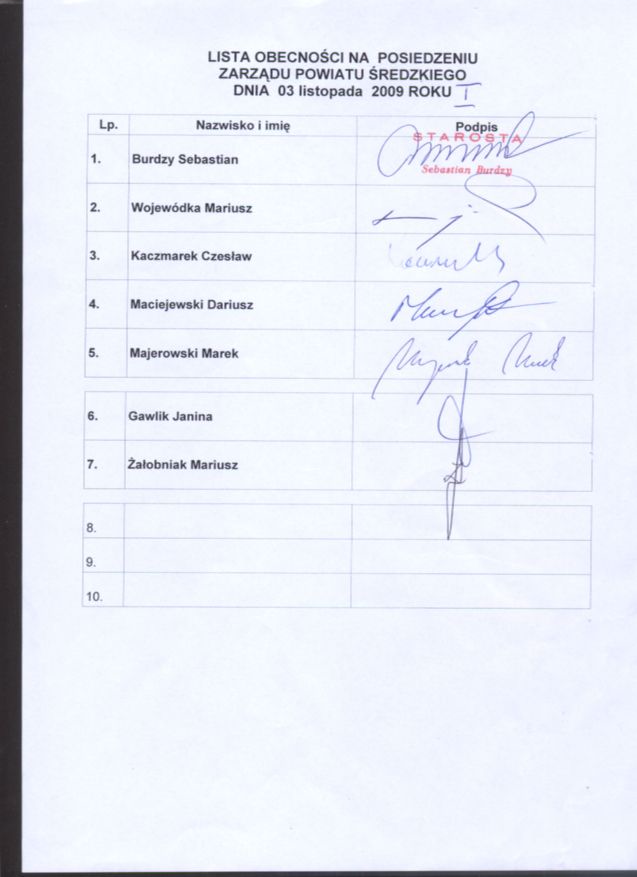 LISTA OBECNOŚCI NA POSIEDZENIU
ZARZĄDU POWIATU ŚREDZKIEGO
DNIA 03 listopada 2009 ROKU I
Lp. Nazwisko i imię Podpis
STAROSTA
1. Burdzy Sebastian
Sebastian Burdzy
2. Wojewódka Mariusz
3. Kaczmarek Czesław
4. Maciejewski Dariusz
5. Majerowski Marek
6. Gawlik Janina
7. Żałobniak Mariusz
8.
9.
10.